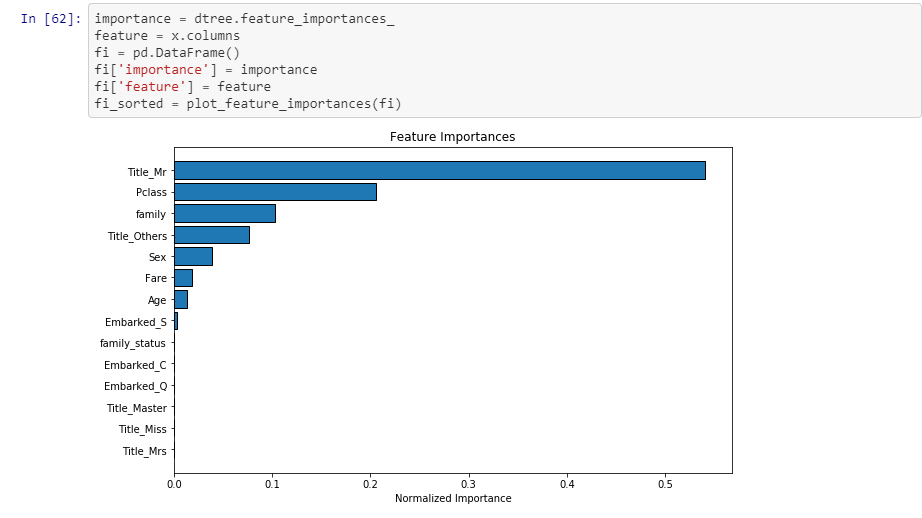 In [62]:
importance = dtree.feature_importances_
feature = x.columns
fi = pd.DataFrame()
fi['importance'] = importance
fi['feature'] = feature
fi_sorted = plot_feature_importances(fi)
Feature Importances
Title_Mr
Pclass
family
Title_Others
Sex
Fare
Age
Embarked_S
family_status
Embarked_C
Embarked_Q
Title_Master
Title_Miss
Title_Mrs
0.0 0.1 0.2 0.3 0.4 0.5
Normalized Importance